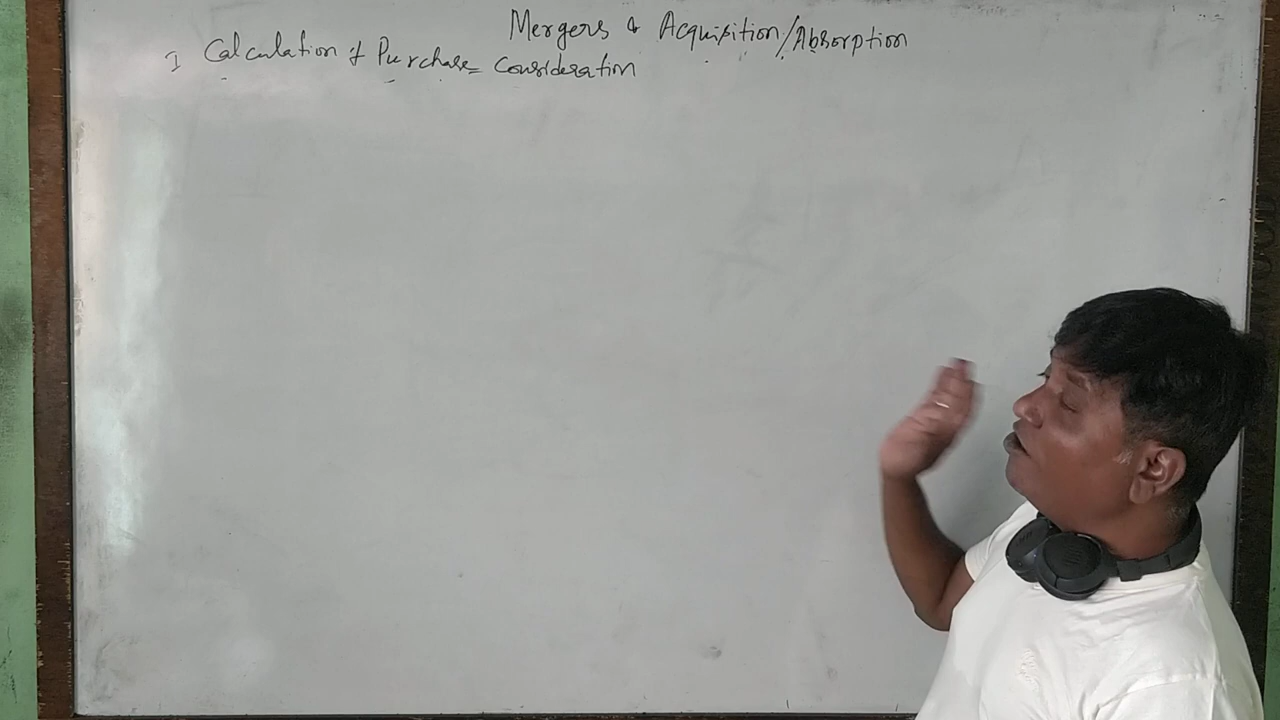 Mergers & Acquisition/Absorption
I Calculation of Purchase Consideration